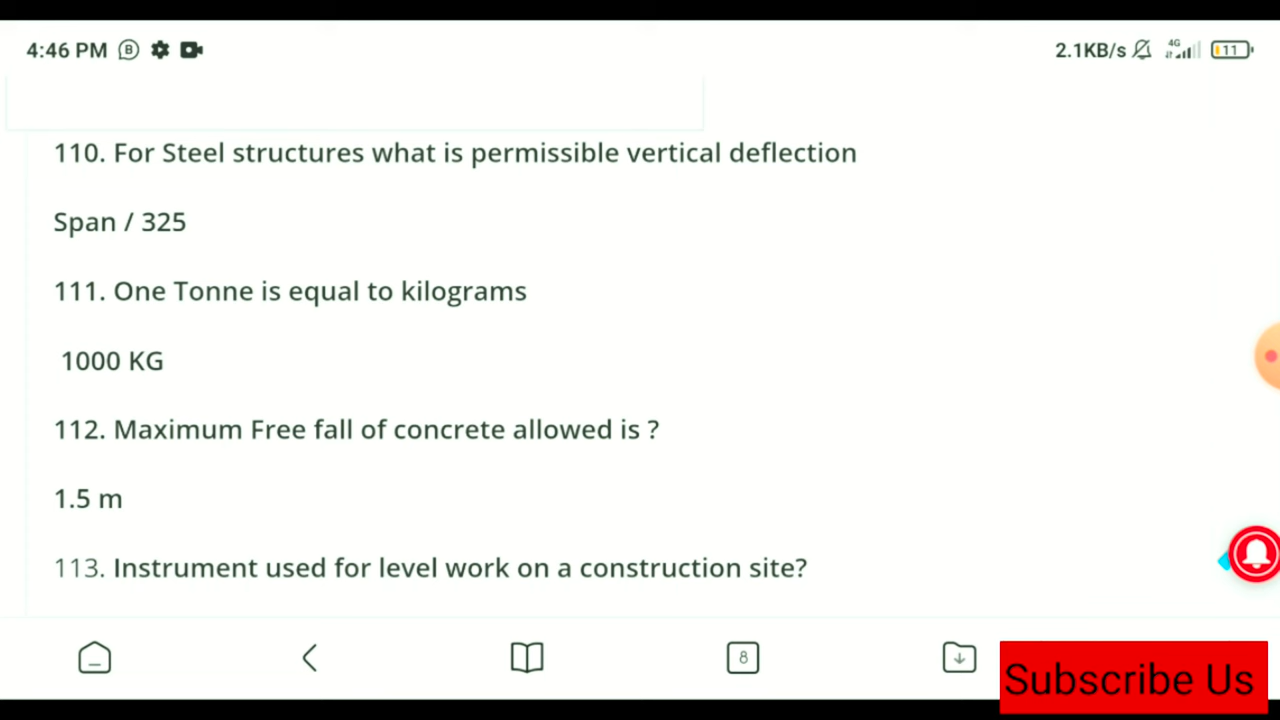 4:46 PM B 2.1KB/s 4G 11
110. For Steel structures what is permissible vertical deflection
Span / 325
111. One Tonne is equal to kilograms
1000 KG
112. Maximum Free fall of concrete allowed is ?
1.5 m
113. Instrument used for level work on a construction site?
8
Subscribe Us